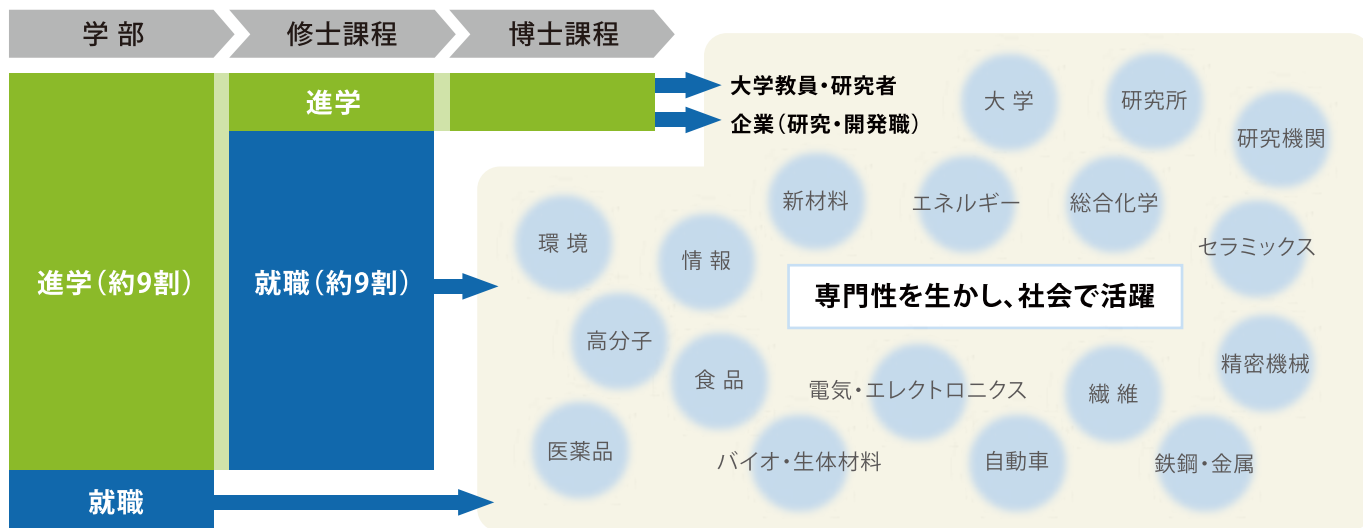 学 部
修士課程
博士課程
進学
大学教員・研究者
企業（研究・開発職）
進学（約9割）
就職（約9割）
就職
大 学
研究所
研究機関
新材料
エネルギー
総合化学
環 境
情 報
セラミックス
専門性を生かし、社会で活躍
高分子
食 品
電気・エレクトロニクス
繊 維
精密機械
医薬品
バイオ・生体材料
自動車
鉄鋼・金属